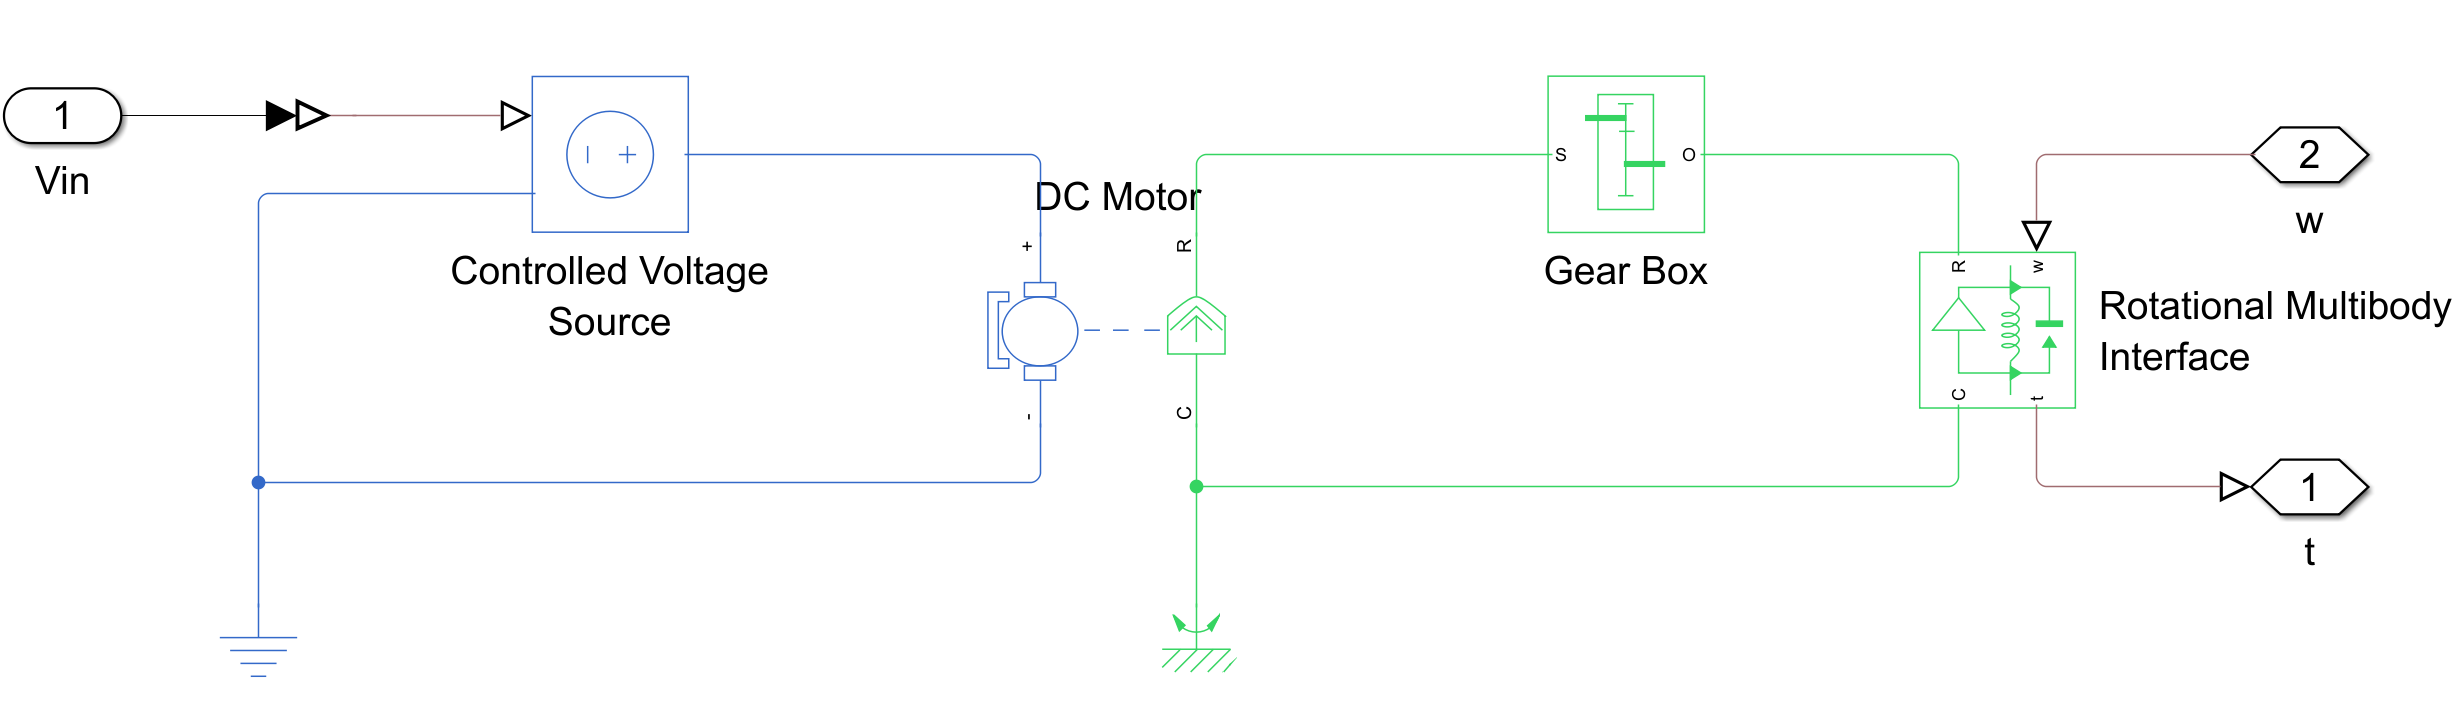 1
Vin
Controlled Voltage
Source
DC Motor
+
-
R
C
S
O
Gear Box
R
w
C
t
Rotational Multibody
Interface
2
w
1
t